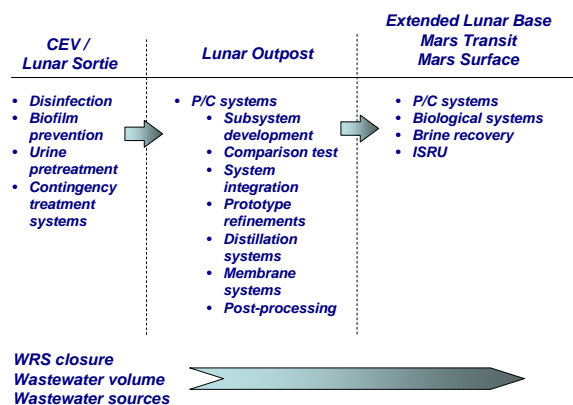 CEV /
Lunar Sortie
• Disinfection
• Biofilm
prevention
• Urine
pretreatment
• Contingency
treatment
systems
Lunar Outpost
• P/C systems
• Subsystem
development
• Comparison test
• System
integration
• Prototype
refinements
• Distillation
systems
• Membrane
systems
• Post-processing
Extended Lunar Base
Mars Transit
Mars Surface
• P/C systems
• Biological systems
• Brine recovery
• ISRU
WRS closure
Wastewater volume
Wastewater sources